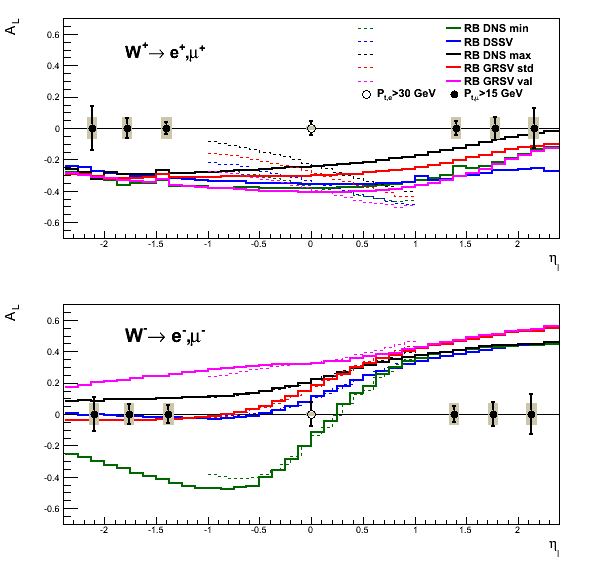 A_L
W⁺→ e⁺,μ⁺
RB DNS min
RB DSSV
RB DNS max
RB GRSV std
RB GRSV val
P_t,e>30 GeV P_t,μ>15 GeV
0.6
0.4
0.2
0
-0.2
-0.4
-0.6
-2 -1.5 -1 -0.5 0 0.5 1 1.5 2
η_l
A_L
W⁻→ e⁻,μ⁻
0.6
0.4
0.2
0
-0.2
-0.4
-0.6
-2 -1.5 -1 -0.5 0 0.5 1 1.5 2
η_l